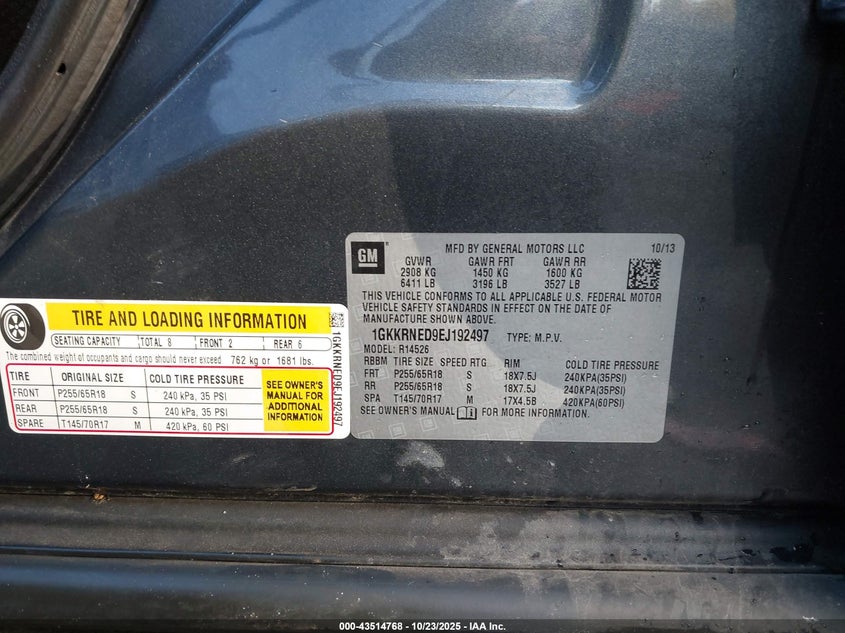 GM
MFD BY GENERAL MOTORS LLC 10/13
GVWR GAWR FRT GAWR RR
2908 KG 1450 KG 1600 KG
6411 LB 3196 LB 3527 LB
THIS VEHICLE CONFORMS TO ALL APPLICABLE U.S. FEDERAL MOTOR
VEHICLE SAFETY STANDARDS IN EFFECT ON THE DATE OF
MANUFACTURE SHOWN ABOVE.
1GKKRNED9EJ192497 TYPE: M.P.V.
MODEL: R14526
RBBM TIRE SIZE SPEED RTG RIM
FRT P255/65R18 S 18X7.5J 240KPA(35PSI)
RR P255/65R18 S 18X7.5J 240KPA(35PSI)
SPA T145/70R17 M 17X4.5B 420KPA(60PSI)
SEE OWNER'S MANUAL FOR MORE INFORMATION.
TIRE AND LOADING INFORMATION
SEATING CAPACITY TOTAL 8 FRONT 2 REAR 6
The combined weight of occupants and cargo should never exceed 762 kg or 1681 lbs.
TIRE ORIGINAL SIZE COLD TIRE PRESSURE
FRONT P255/65R18 S 240 kPa, 35 PSI
REAR P255/65R18 S 240 kPa, 35 PSI
SPARE T145/70R17 M 420 kPa, 60 PSI
SEE OWNER'S
MANUAL FOR
ADDITIONAL
INFORMATION
1GKKRNED9EJ192497
000-43514768 - 10/23/2025 - IAA Inc.